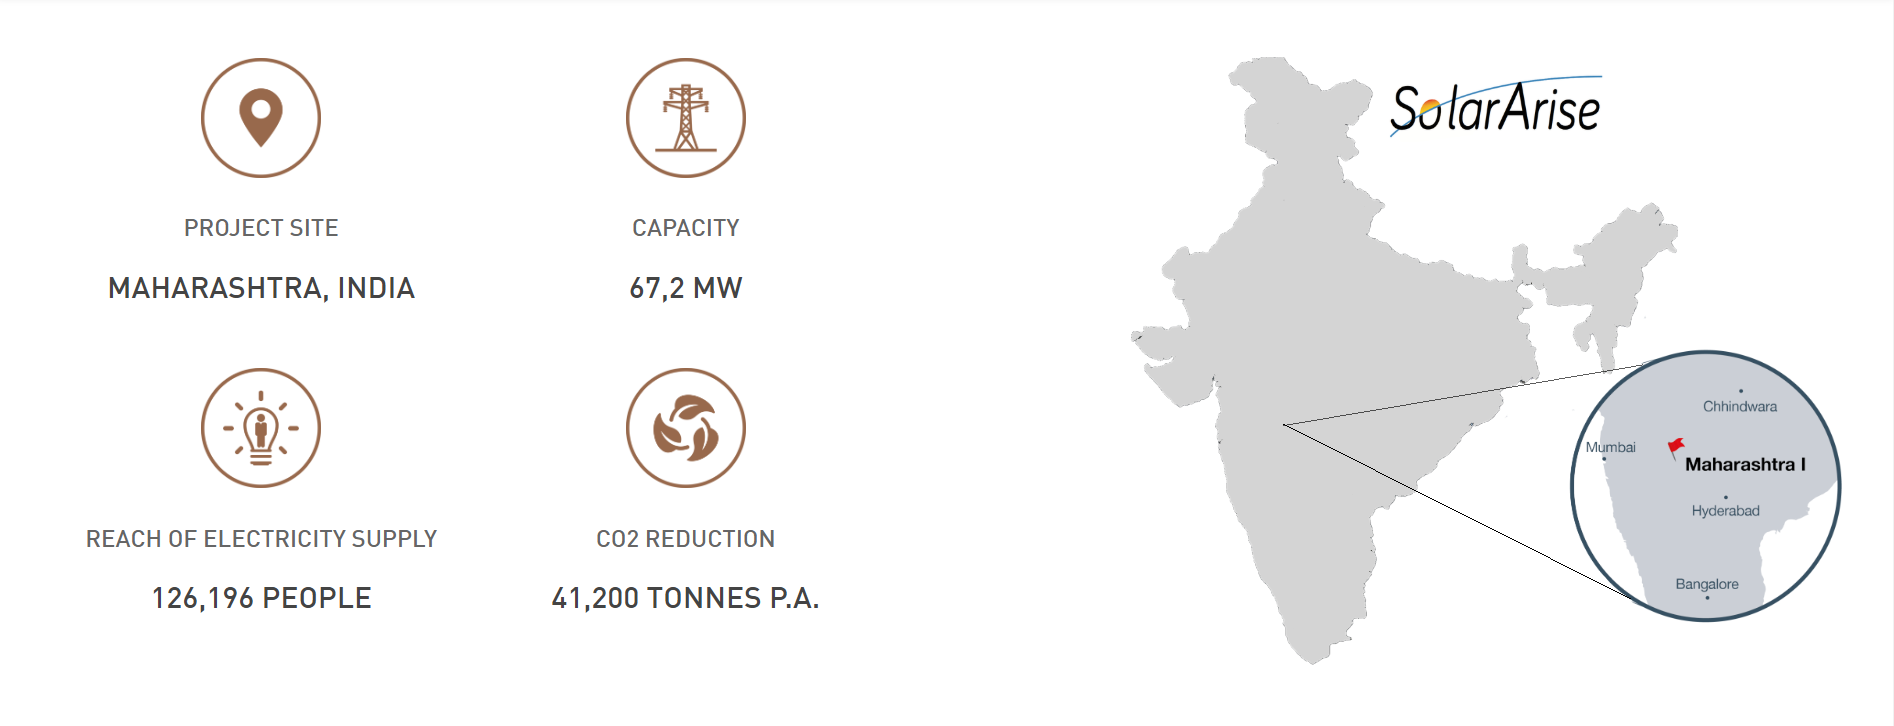 PROJECT SITE
MAHARASHTRA, INDIA
CAPACITY
67,2 MW
REACH OF ELECTRICITY SUPPLY
126,196 PEOPLE
CO2 REDUCTION
41,200 TONNES P.A.
SolarArise
Chhindwara
Mumbai
Maharashtra I
Hyderabad
Bangalore